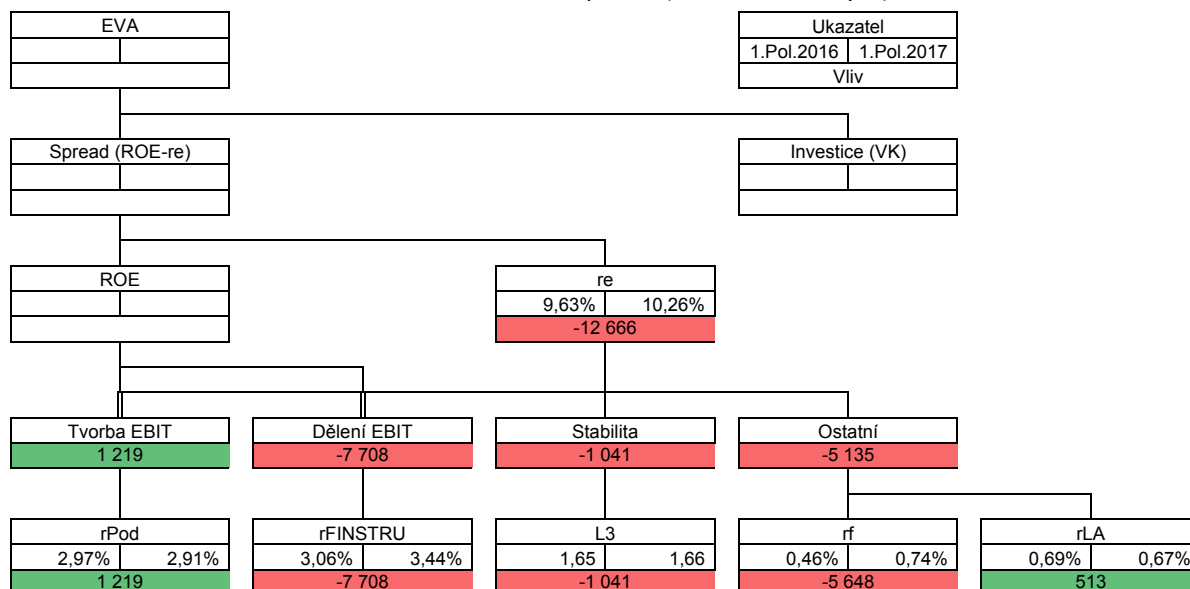 EVA
Ukazatel
1.Pol.2016 1.Pol.2017
Vliv
Spread (ROE-re)
Investice (VK)
ROE
re
9,63% 10,26%
-12 666
Tvorba EBIT
1 219
Dělení EBIT
-7 708
Stabilita
-1 041
Ostatní
-5 135
rPod
2,97% 2,91%
1 219
rFINSTRU
3,06% 3,44%
-7 708
L3
1,65 1,66
-1 041
rf
0,46% 0,74%
-5 648
rLA
0,69% 0,67%
513